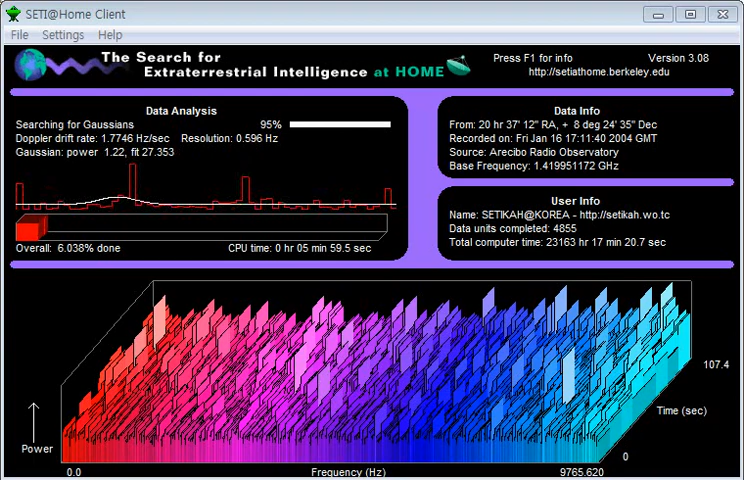 SETI@Home Client
File Settings Help
The Search for
Extraterrestrial Intelligence at HOME
Press F1 for info Version 3.08
http://setiathome.berkeley.edu
Data Analysis
Searching for Gaussians 95%
Doppler drift rate: 1.7746 Hz/sec Resolution: 0.596 Hz
Gaussian: power 1.22, fit 27.353
Overall: 6.038% done CPU time: 0 hr 05 min 59.5 sec
Data Info
From: 20 hr 37' 12" RA, + 8 deg 24' 35" Dec
Recorded on: Fri Jan 16 17:11:40 2004 GMT
Source: Arecibo Radio Observatory
Base Frequency: 1.419951172 GHz
User Info
Name: SETIKAH@KOREA - http://setikah.wo.tc
Data units completed: 4855
Total computer time: 23163 hr 17 min 20.7 sec
107.4
Time (sec)
0
Power
0.0 Frequency (Hz) 9765.620